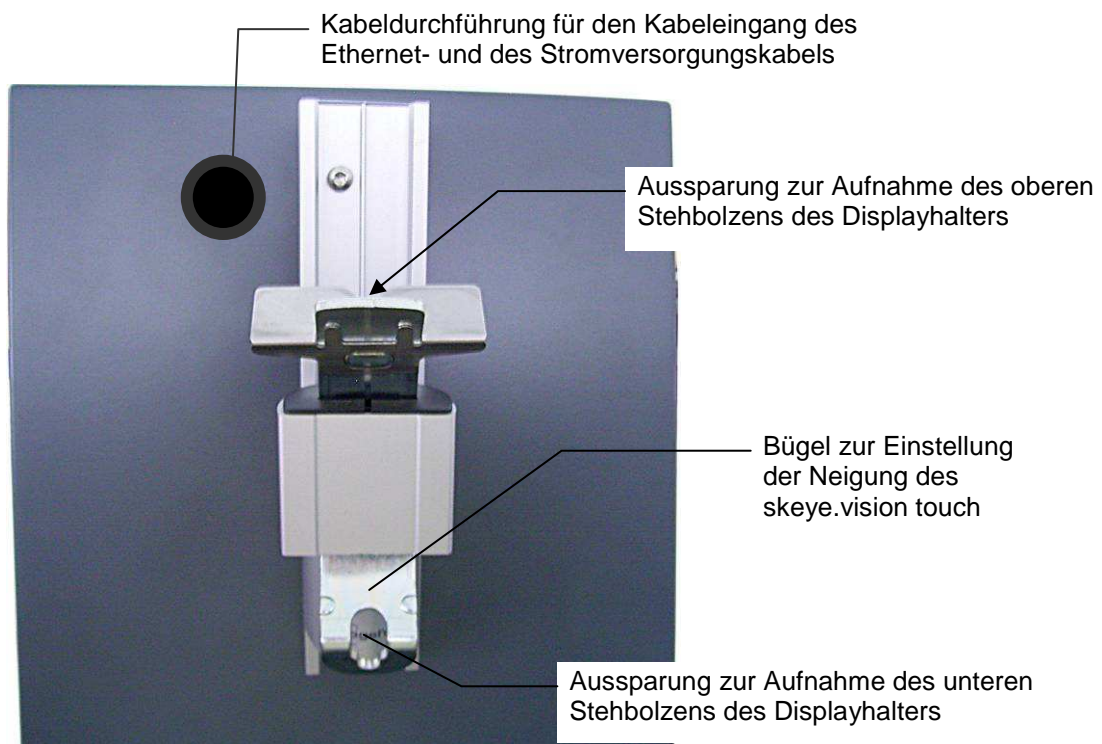 Kabeldurchführung für den Kabeleingang des
Ethernet- und des Stromversorgungskabels
Aussparung zur Aufnahme des oberen
Stehbolzens des Displayhalters
Bügel zur Einstellung
der Neigung des
skeye.vision touch
Aussparung zur Aufnahme des unteren
Stehbolzens des Displayhalters